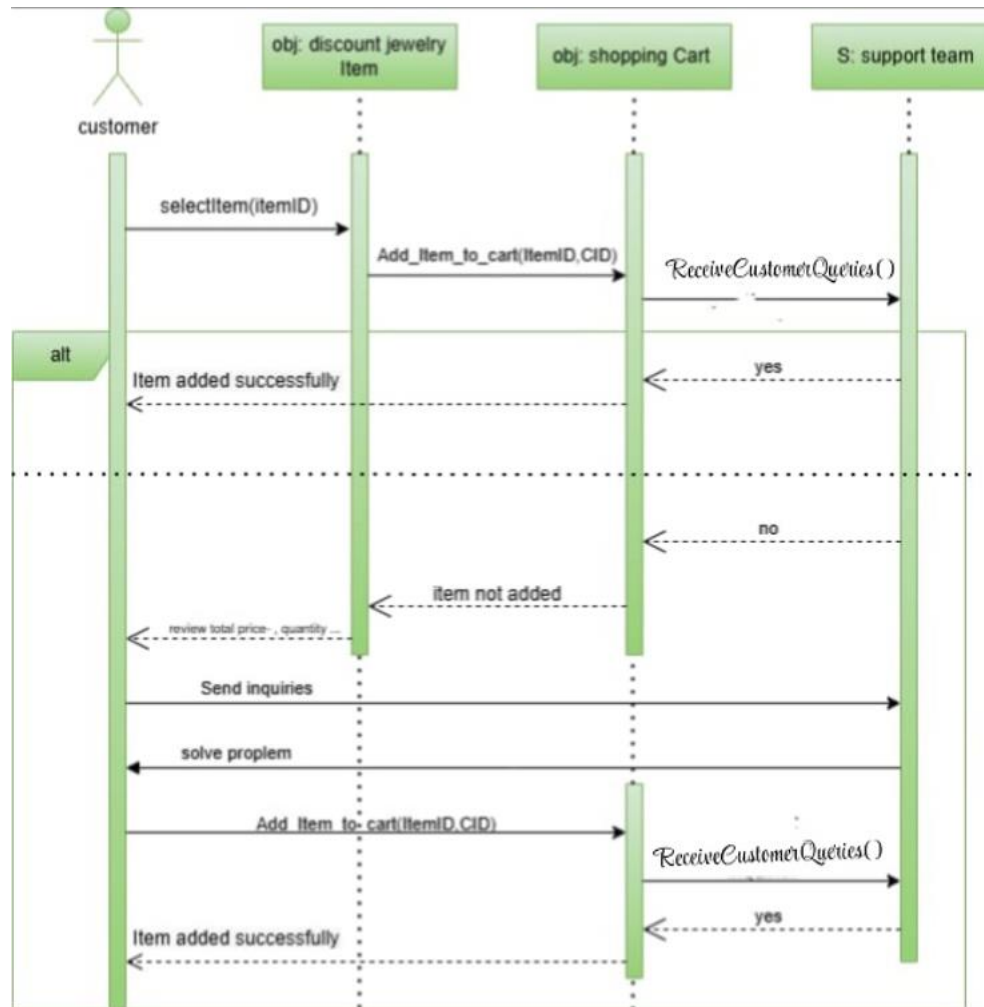 obj: discount jewelry
Item
obj: shopping Cart
S: support team
customer
selectItem(itemID)
Add_Item_to_cart(ItemID,CID)
ReceiveCustomerQueries()
alt
yes
Item added successfully
no
item not added
review total price- , quantity ...
Send inquiries
solve proplem
Add_Item_to-cart(ItemID,CID)
ReceiveCustomerQueries()
yes
Item added successfully